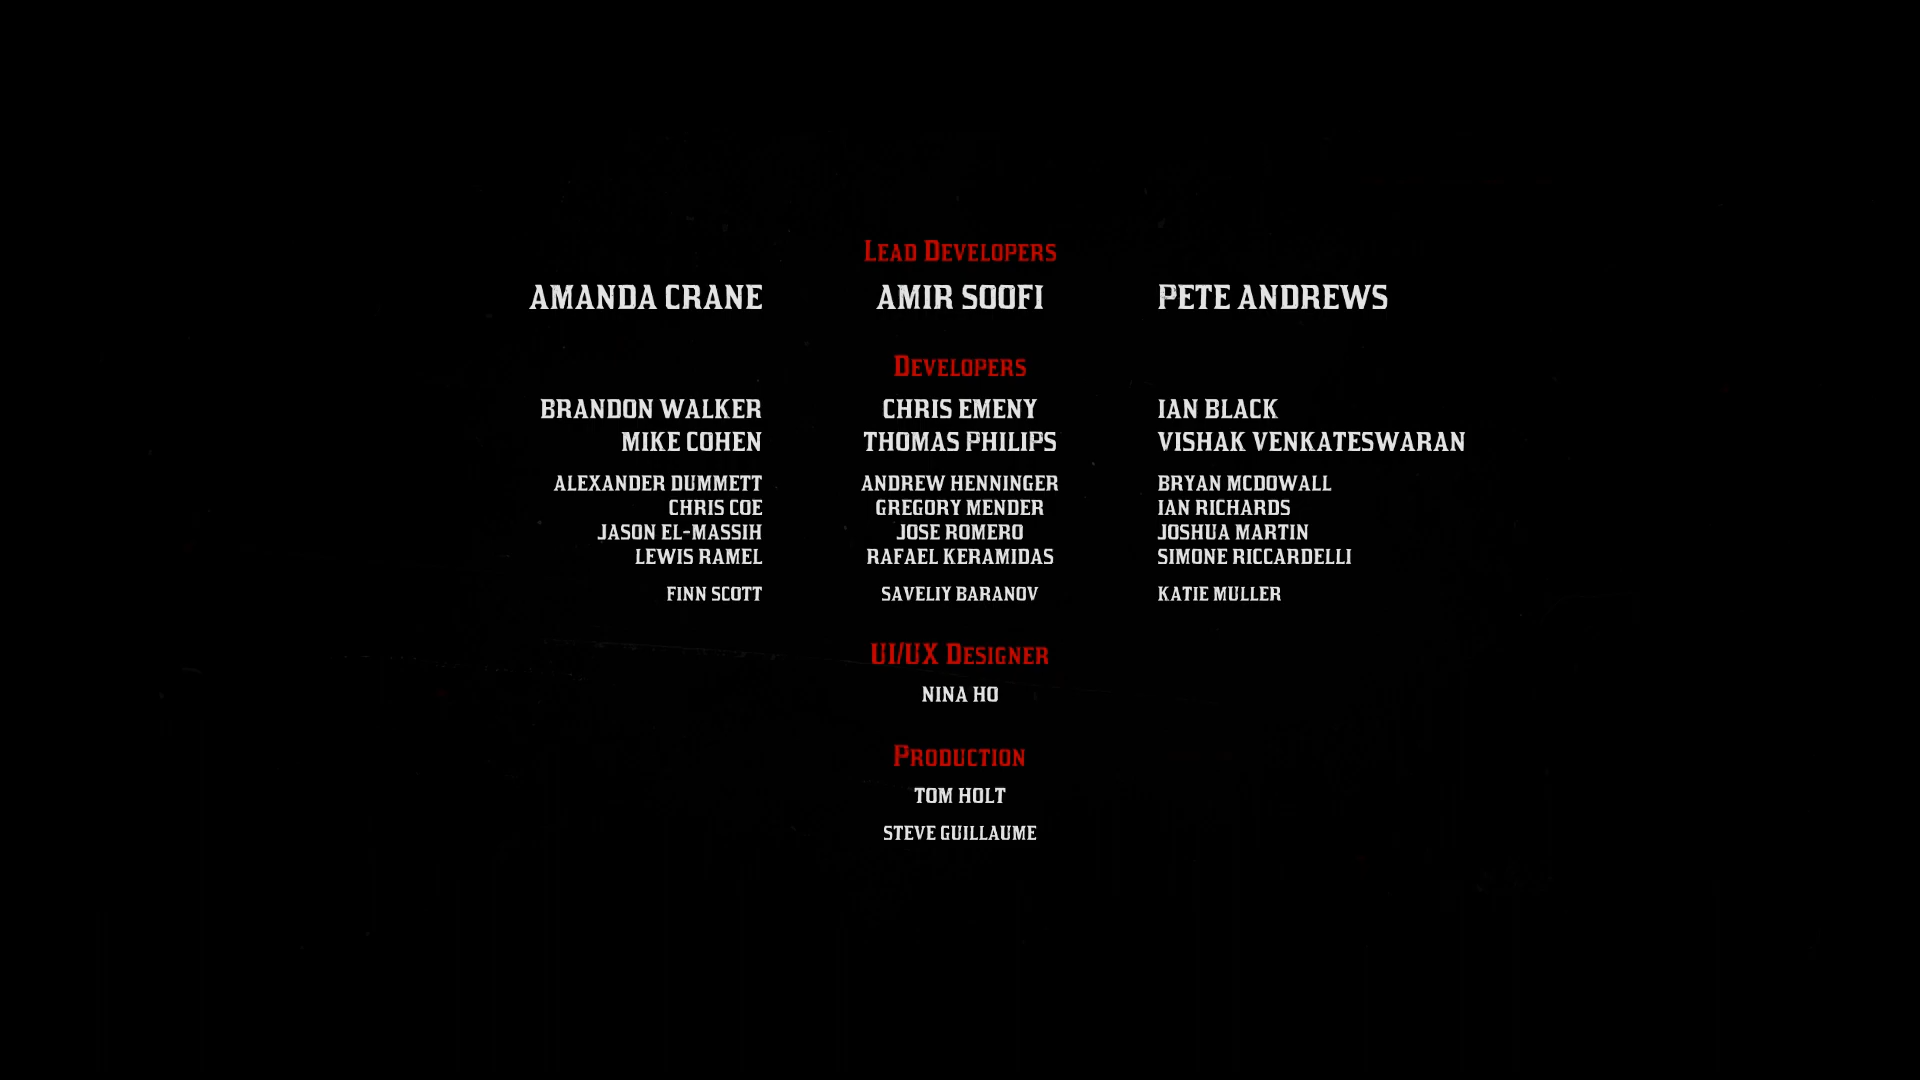 Lead Developers
AMANDA CRANE AMIR SOOFI PETE ANDREWS
Developers
BRANDON WALKER CHRIS EMENY IAN BLACK
MIKE COHEN THOMAS PHILIPS VISHAK VENKATESWARAN
ALEXANDER DUMMETT ANDREW HENNINGER BRYAN MCDOWALL
CHRIS COE GREGORY MENDER IAN RICHARDS
JASON EL-MASSIH JOSE ROMERO JOSHUA MARTIN
LEWIS RAMEL RAFAEL KERAMIDAS SIMONE RICCARDELLI
FINN SCOTT SAVELIY BARANOV KATIE MULLER
UI/UX Designer
NINA HO
Production
TOM HOLT
STEVE GUILLAUME